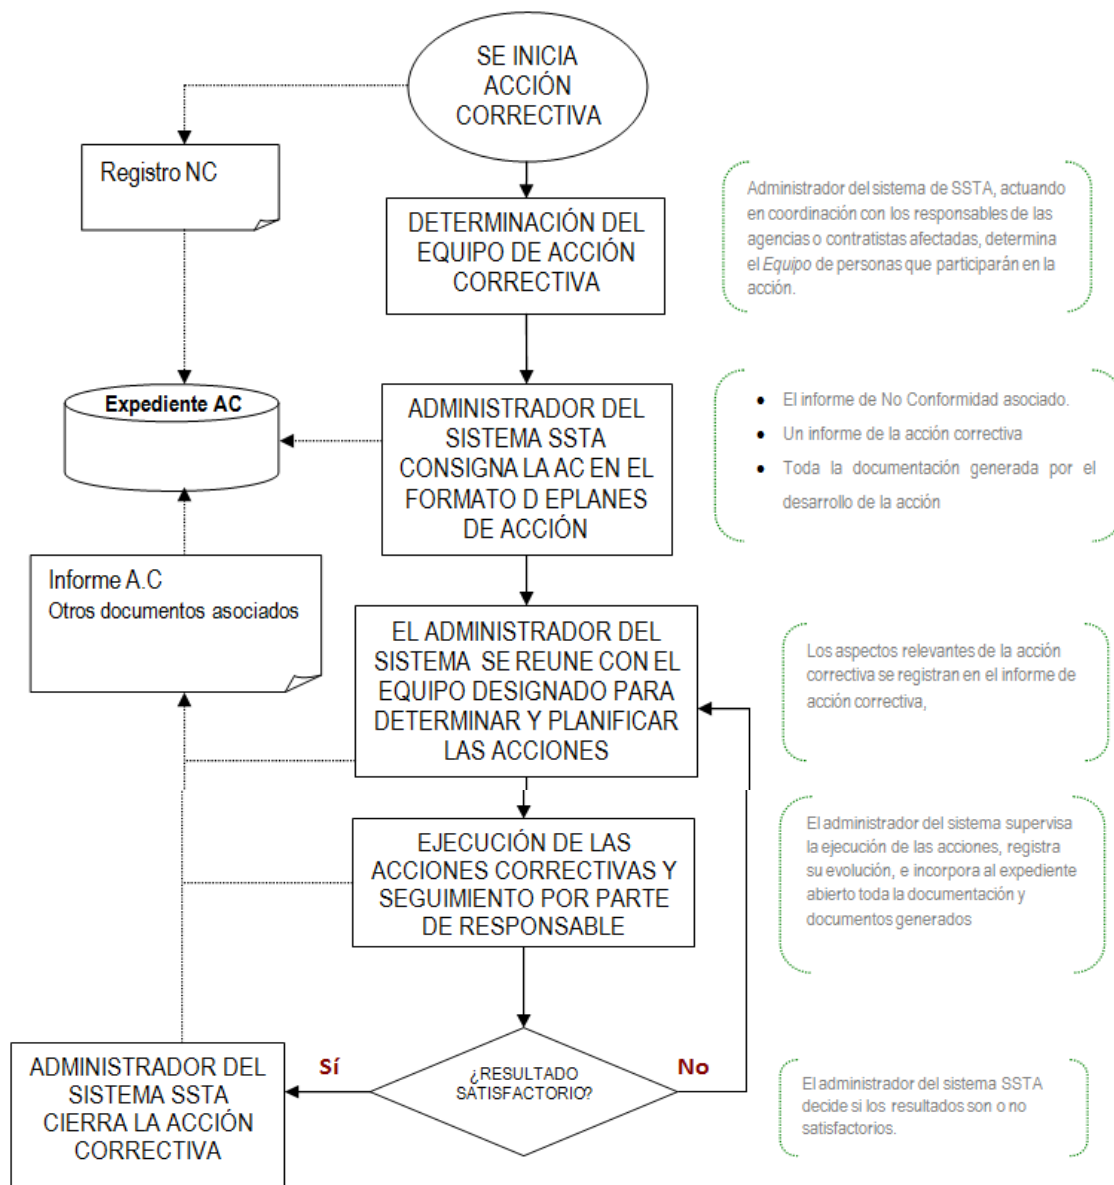 SE INICIA
ACCIÓN
CORRECTIVA
Registro NC
DETERMINACIÓN DEL
EQUIPO DE ACCIÓN
CORRECTIVA
Administrador del sistema de SSTA, actuando
en coordinación con los responsables de las
agencias o contratistas afectadas, determina
el Equipo de personas que participarán en la
acción.
Expediente AC
ADMINISTRADOR DEL
SISTEMA SSTA
CONSIGNA LA AC EN EL
FORMATO D EPLANES
DE ACCIÓN
● El informe de No Conformidad asociado.
● Un informe de la acción correctiva
● Toda la documentación generada por el
desarrollo de la acción
Informe A.C
Otros documentos asociados
EL ADMINISTRADOR DEL
SISTEMA SE REUNE CON EL
EQUIPO DESIGNADO PARA
DETERMINAR Y PLANIFICAR
LAS ACCIONES
Los aspectos relevantes de la acción
correctiva se registran en el informe de
acción correctiva,
EJECUCIÓN DE LAS
ACCIONES CORRECTIVAS Y
SEGUIMIENTO POR PARTE
DE RESPONSABLE
El administrador del sistema supervisa
la ejecución de las acciones, registra
su evolución, e incorpora al expediente
abierto toda la documentación y
documentos generados
¿RESULTADO
SATISFACTORIO?
Sí
No
ADMINISTRADOR DEL
SISTEMA SSTA
CIERRA LA ACCIÓN
CORRECTIVA
El administrador del sistema SSTA
decide si los resultados son o no
satisfactorios.